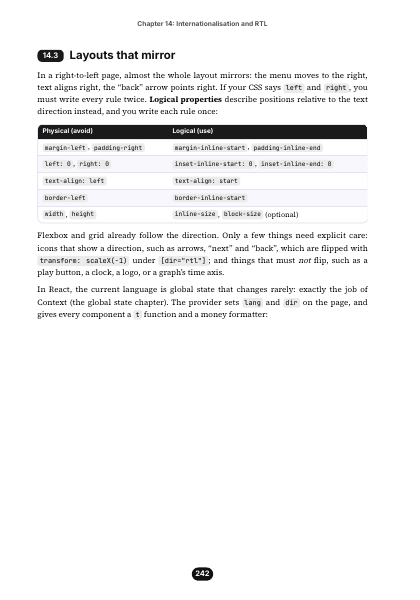 Chapter 14: Internationalisation and RTL
14.3 Layouts that mirror
In a right-to-left page, almost the whole layout mirrors: the menu moves to the right,
text aligns right, the “back” arrow points right. If your CSS says left and right, you
must write every rule twice. Logical properties describe positions relative to the text
direction instead, and you write each rule once:
Physical (avoid) Logical (use)
margin-left, padding-right margin-inline-start, padding-inline-end
left: 0, right: 0 inset-inline-start: 0, inset-inline-end: 0
text-align: left text-align: start
border-left border-inline-start
width, height inline-size, block-size (optional)
Flexbox and grid already follow the direction. Only a few things need explicit care:
icons that show a direction, such as arrows, “next” and “back”, which are flipped with
transform: scaleX(-1) under [dir="rtl"]; and things that must not flip, such as a
play button, a clock, a logo, or a graph’s time axis.
In React, the current language is global state that changes rarely: exactly the job of
Context (the global state chapter). The provider sets lang and dir on the page, and
gives every component a t function and a money formatter:
242